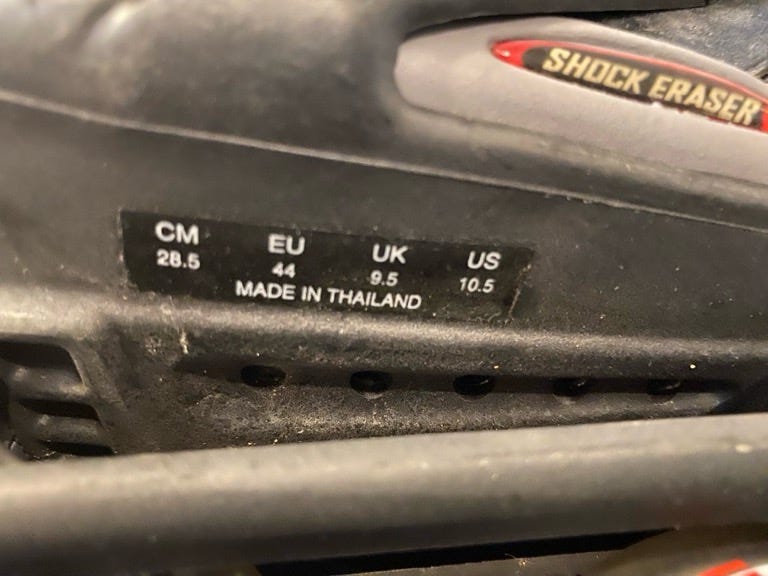 SHOCK ERASER
CM EU UK US
28.5 44 9.5 10.5
MADE IN THAILAND